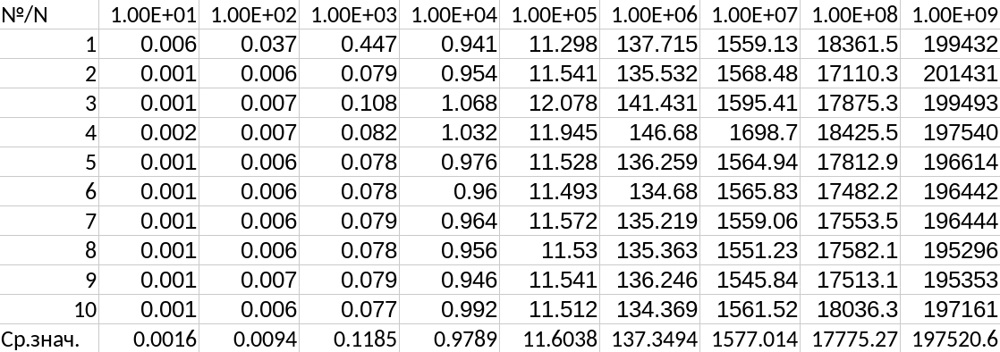 №/N 1.00E+01 1.00E+02 1.00E+03 1.00E+04 1.00E+05 1.00E+06 1.00E+07 1.00E+08 1.00E+09
1 0.006 0.037 0.447 0.941 11.298 137.715 1559.13 18361.5 199432
2 0.001 0.006 0.079 0.954 11.541 135.532 1568.48 17110.3 201431
3 0.001 0.007 0.108 1.068 12.078 141.431 1595.41 17875.3 199493
4 0.002 0.007 0.082 1.032 11.945 146.68 1698.7 18425.5 197540
5 0.001 0.006 0.078 0.976 11.528 136.259 1564.94 17812.9 196614
6 0.001 0.006 0.078 0.96 11.493 134.68 1565.83 17482.2 196442
7 0.001 0.006 0.079 0.964 11.572 135.219 1559.06 17553.5 196444
8 0.001 0.006 0.078 0.956 11.53 135.363 1551.23 17582.1 195296
9 0.001 0.007 0.079 0.946 11.541 136.246 1545.84 17513.1 195353
10 0.001 0.006 0.077 0.992 11.512 134.369 1561.52 18036.3 197161
Ср.знач. 0.0016 0.0094 0.1185 0.9789 11.6038 137.3494 1577.014 17775.27 197520.6